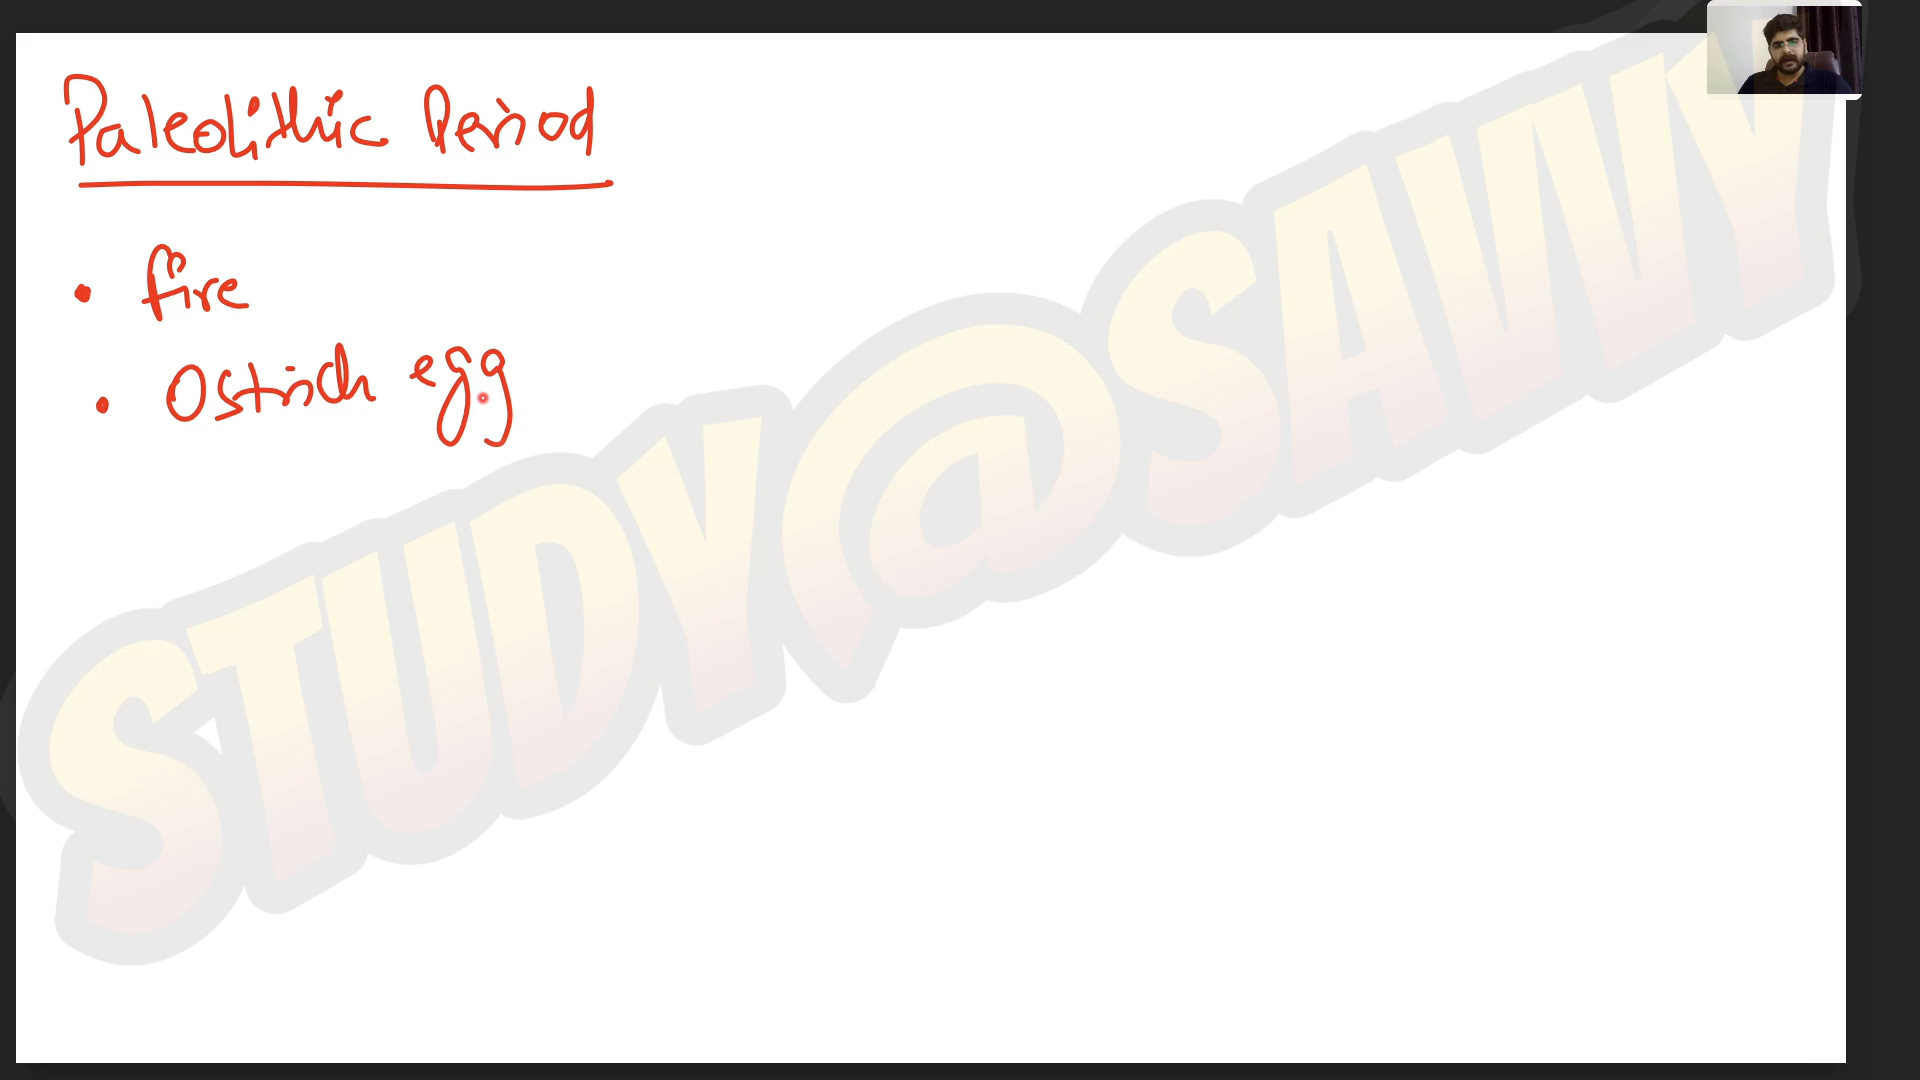 Paleolithic Period
• fire
• Ostrich egg
STUDY@SAVVY